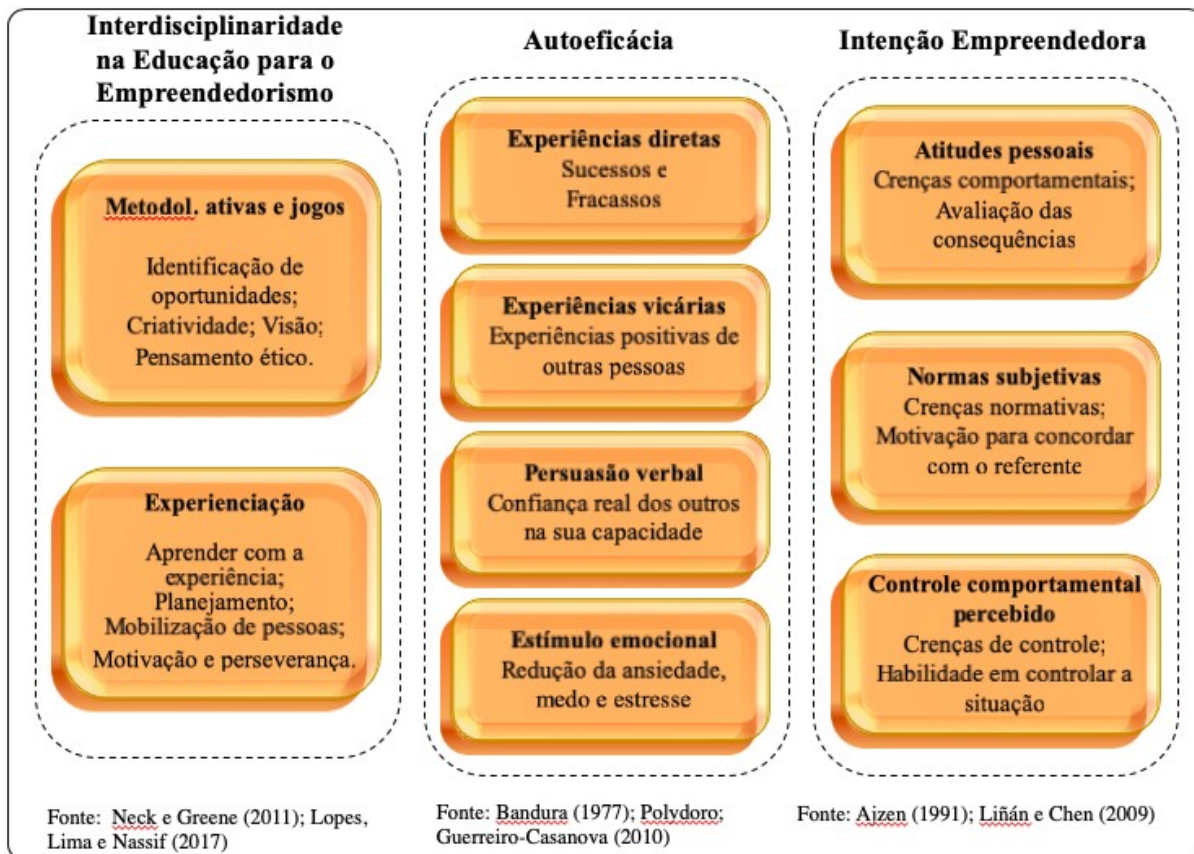 Interdisciplinaridade
na Educação para o
Empreendedorismo
Metodol. ativas e jogos
Identificação de
oportunidades;
Criatividade; Visão;
Pensamento ético.
Experienciação
Aprender com a
experiência;
Planejamento;
Mobilização de pessoas;
Motivação e perseverança.
Fonte: Neck e Greene (2011); Lopes,
Lima e Nassif (2017)
Autoeficácia
Experiências diretas
Sucessos e
Fracassos
Experiências vicárias
Experiências positivas de
outras pessoas
Persuasão verbal
Confiança real dos outros
na sua capacidade
Estímulo emocional
Redução da ansiedade,
medo e estresse
Fonte: Bandura (1977); Polydoro;
Guerreiro-Casanova (2010)
Intenção Empreendedora
Atitudes pessoais
Crenças comportamentais;
Avaliação das
consequências
Normas subjetivas
Crenças normativas;
Motivação para concordar
com o referente
Controle comportamental
percebido
Crenças de controle;
Habilidade em controlar a
situação
Fonte: Ajzen (1991); Liñán e Chen (2009)